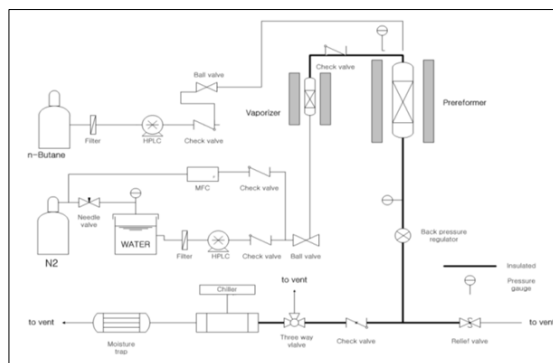 Ball valve
Check valve
Vaporizer
Prereformer
Filter
HPLC
Check valve
n-Butane
MFC
Check valve
Needle
valve
WATER
Back pressure
regulator
N2
Filter
HPLC
Check valve
Ball valve
Insulated
to vent
Pressure
gauge
Chiller
to vent
to vent
Moisture
trap
Three way
vlalve
Check valve
Relief valve